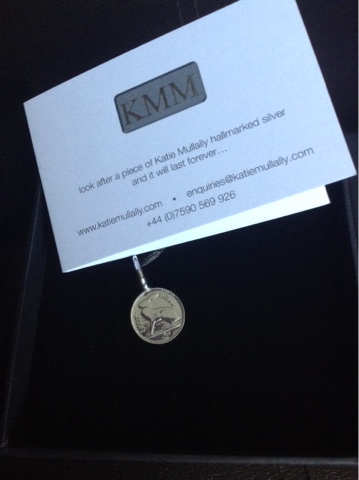 KMM
look after a piece of Katie Mullally hallmarked silver
and it will last forever...
www.katiemullally.com • enquiries@katiemullally.com
+44 (0)7590 569 926